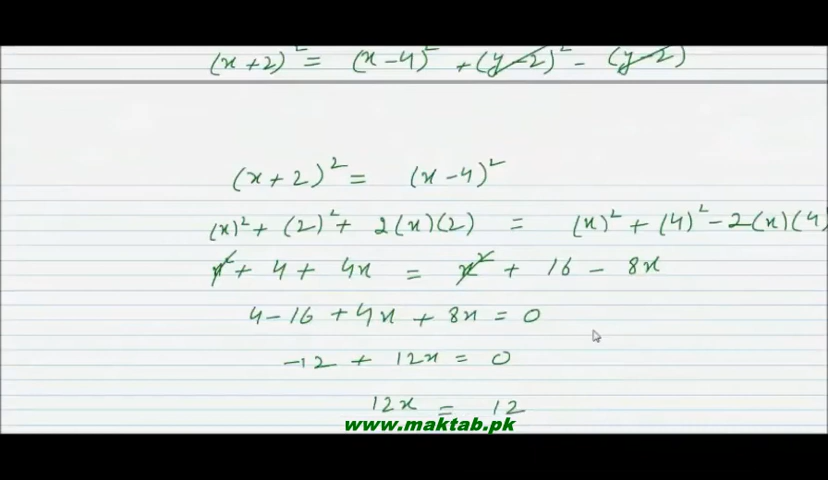 (x+2)² = (x-4)² + (y-2)² - (y-2)
(x+2)² = (x-4)²
(x)² + (2)² + 2(x)(2) = (x)² + (4)² - 2(x)(4)
x² + 4 + 4x = x² + 16 - 8x
4 - 16 + 4x + 8x = 0
-12 + 12x = 0
12x = 12
www.maktab.pk